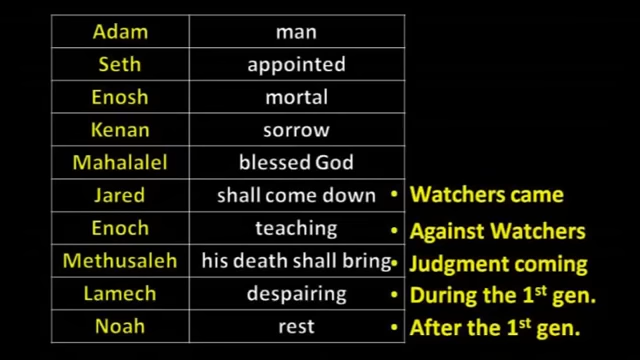 Adam man
Seth appointed
Enosh mortal
Kenan sorrow
Mahalalel blessed God
Jared shall come down • Watchers came
Enoch teaching • Against Watchers
Methusaleh his death shall bring • Judgment coming
Lamech despairing • During the 1st gen.
Noah rest • After the 1st gen.